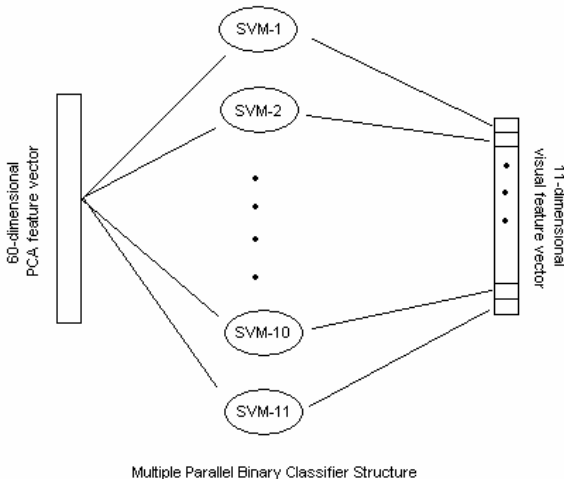 SVM-1
SVM-2
60-dimensional
PCA feature vector
11-dimensional
visual feature vector
SVM-10
SVM-11
Multiple Parallel Binary Classifier Structure